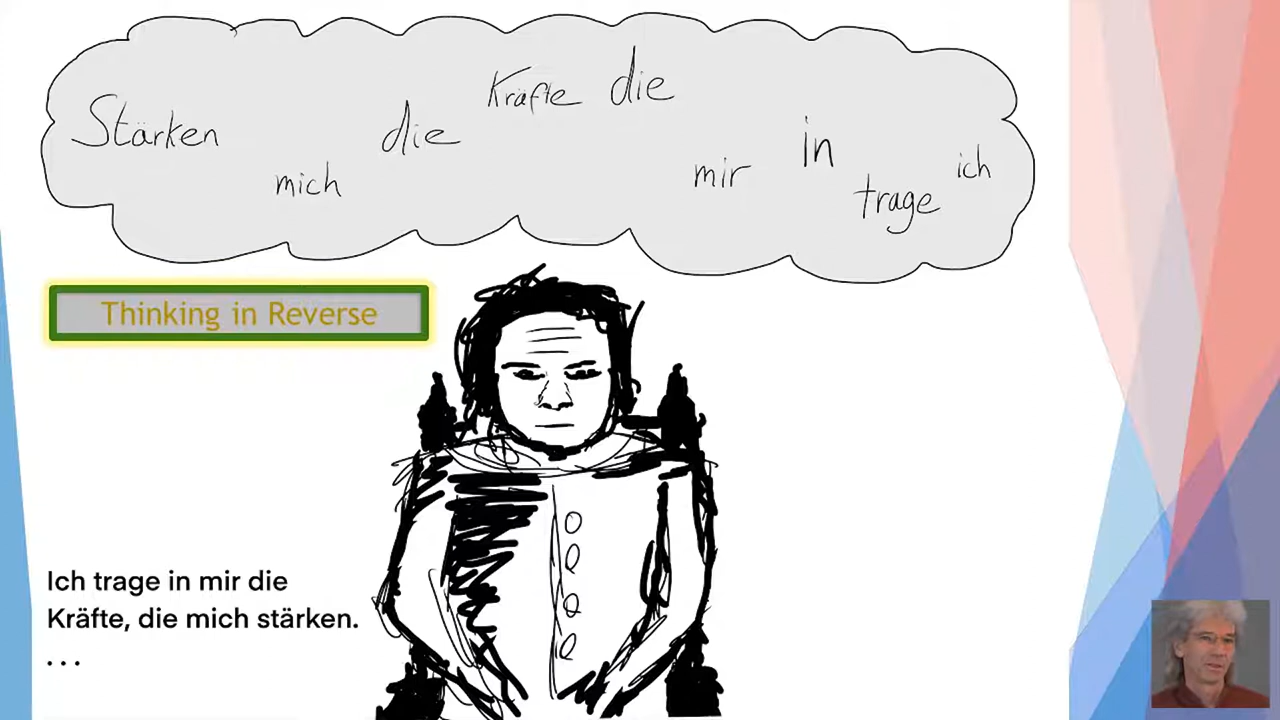 Stärken mich die Kräfte die mir in trage ich
Thinking in Reverse
Ich trage in mir die
Kräfte, die mich stärken.
...